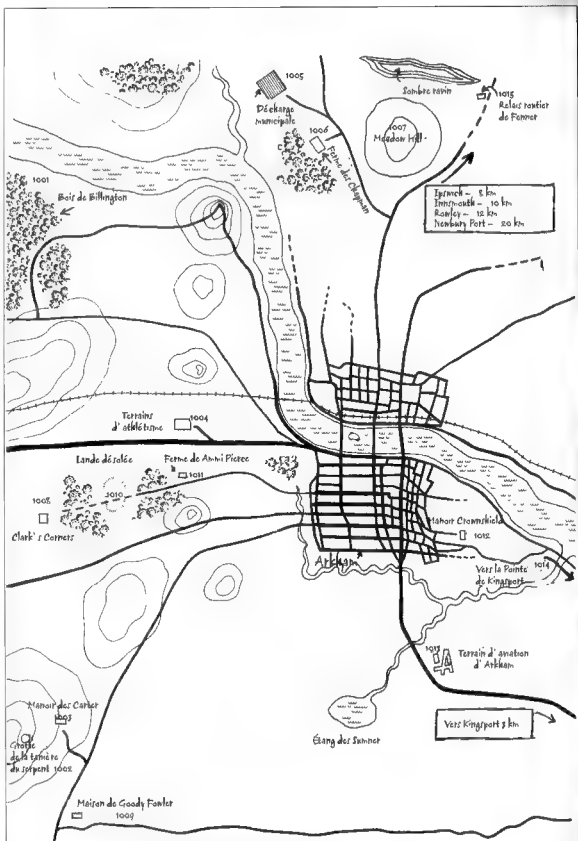 1005
Décharge
municipale
Sombre ravin
1013
Relais routier
de Fenner
1006
Ferme des Chapman
1007
Meadow Hill
Ipswich - 8 km
Innsmouth - 10 km
Rowley - 12 km
Newbury Port - 20 km
1001
Bois de Billington
Terrains
d'athlétisme
1004
Lande désolée
1010
Ferme de Ammi Pierce
1011
1008
Clark's Corners
Manoir Crownshield
1012
Arkham
Vers la Pointe
de Kingsport
1014
1015
Terrain d'aviation
d'Arkham
Étang des Sumner
Vers Kingsport 3 km
Manoir des Carter
1003
Grotte
de la tanière
du serpent 1002
Maison de Goody Fowler
1009